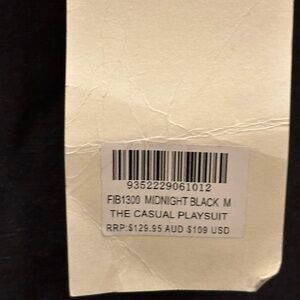 9352229061012
FIB1300 MIDNIGHT BLACK M
THE CASUAL PLAYSUIT
RRP:$129.95 AUD $109 USD